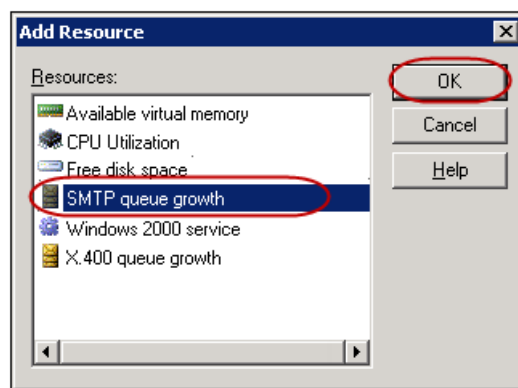 Add Resource
Resources:
Available virtual memory
CPU Utilization
Free disk space
SMTP queue growth
Windows 2000 service
X.400 queue growth
OK
Cancel
Help